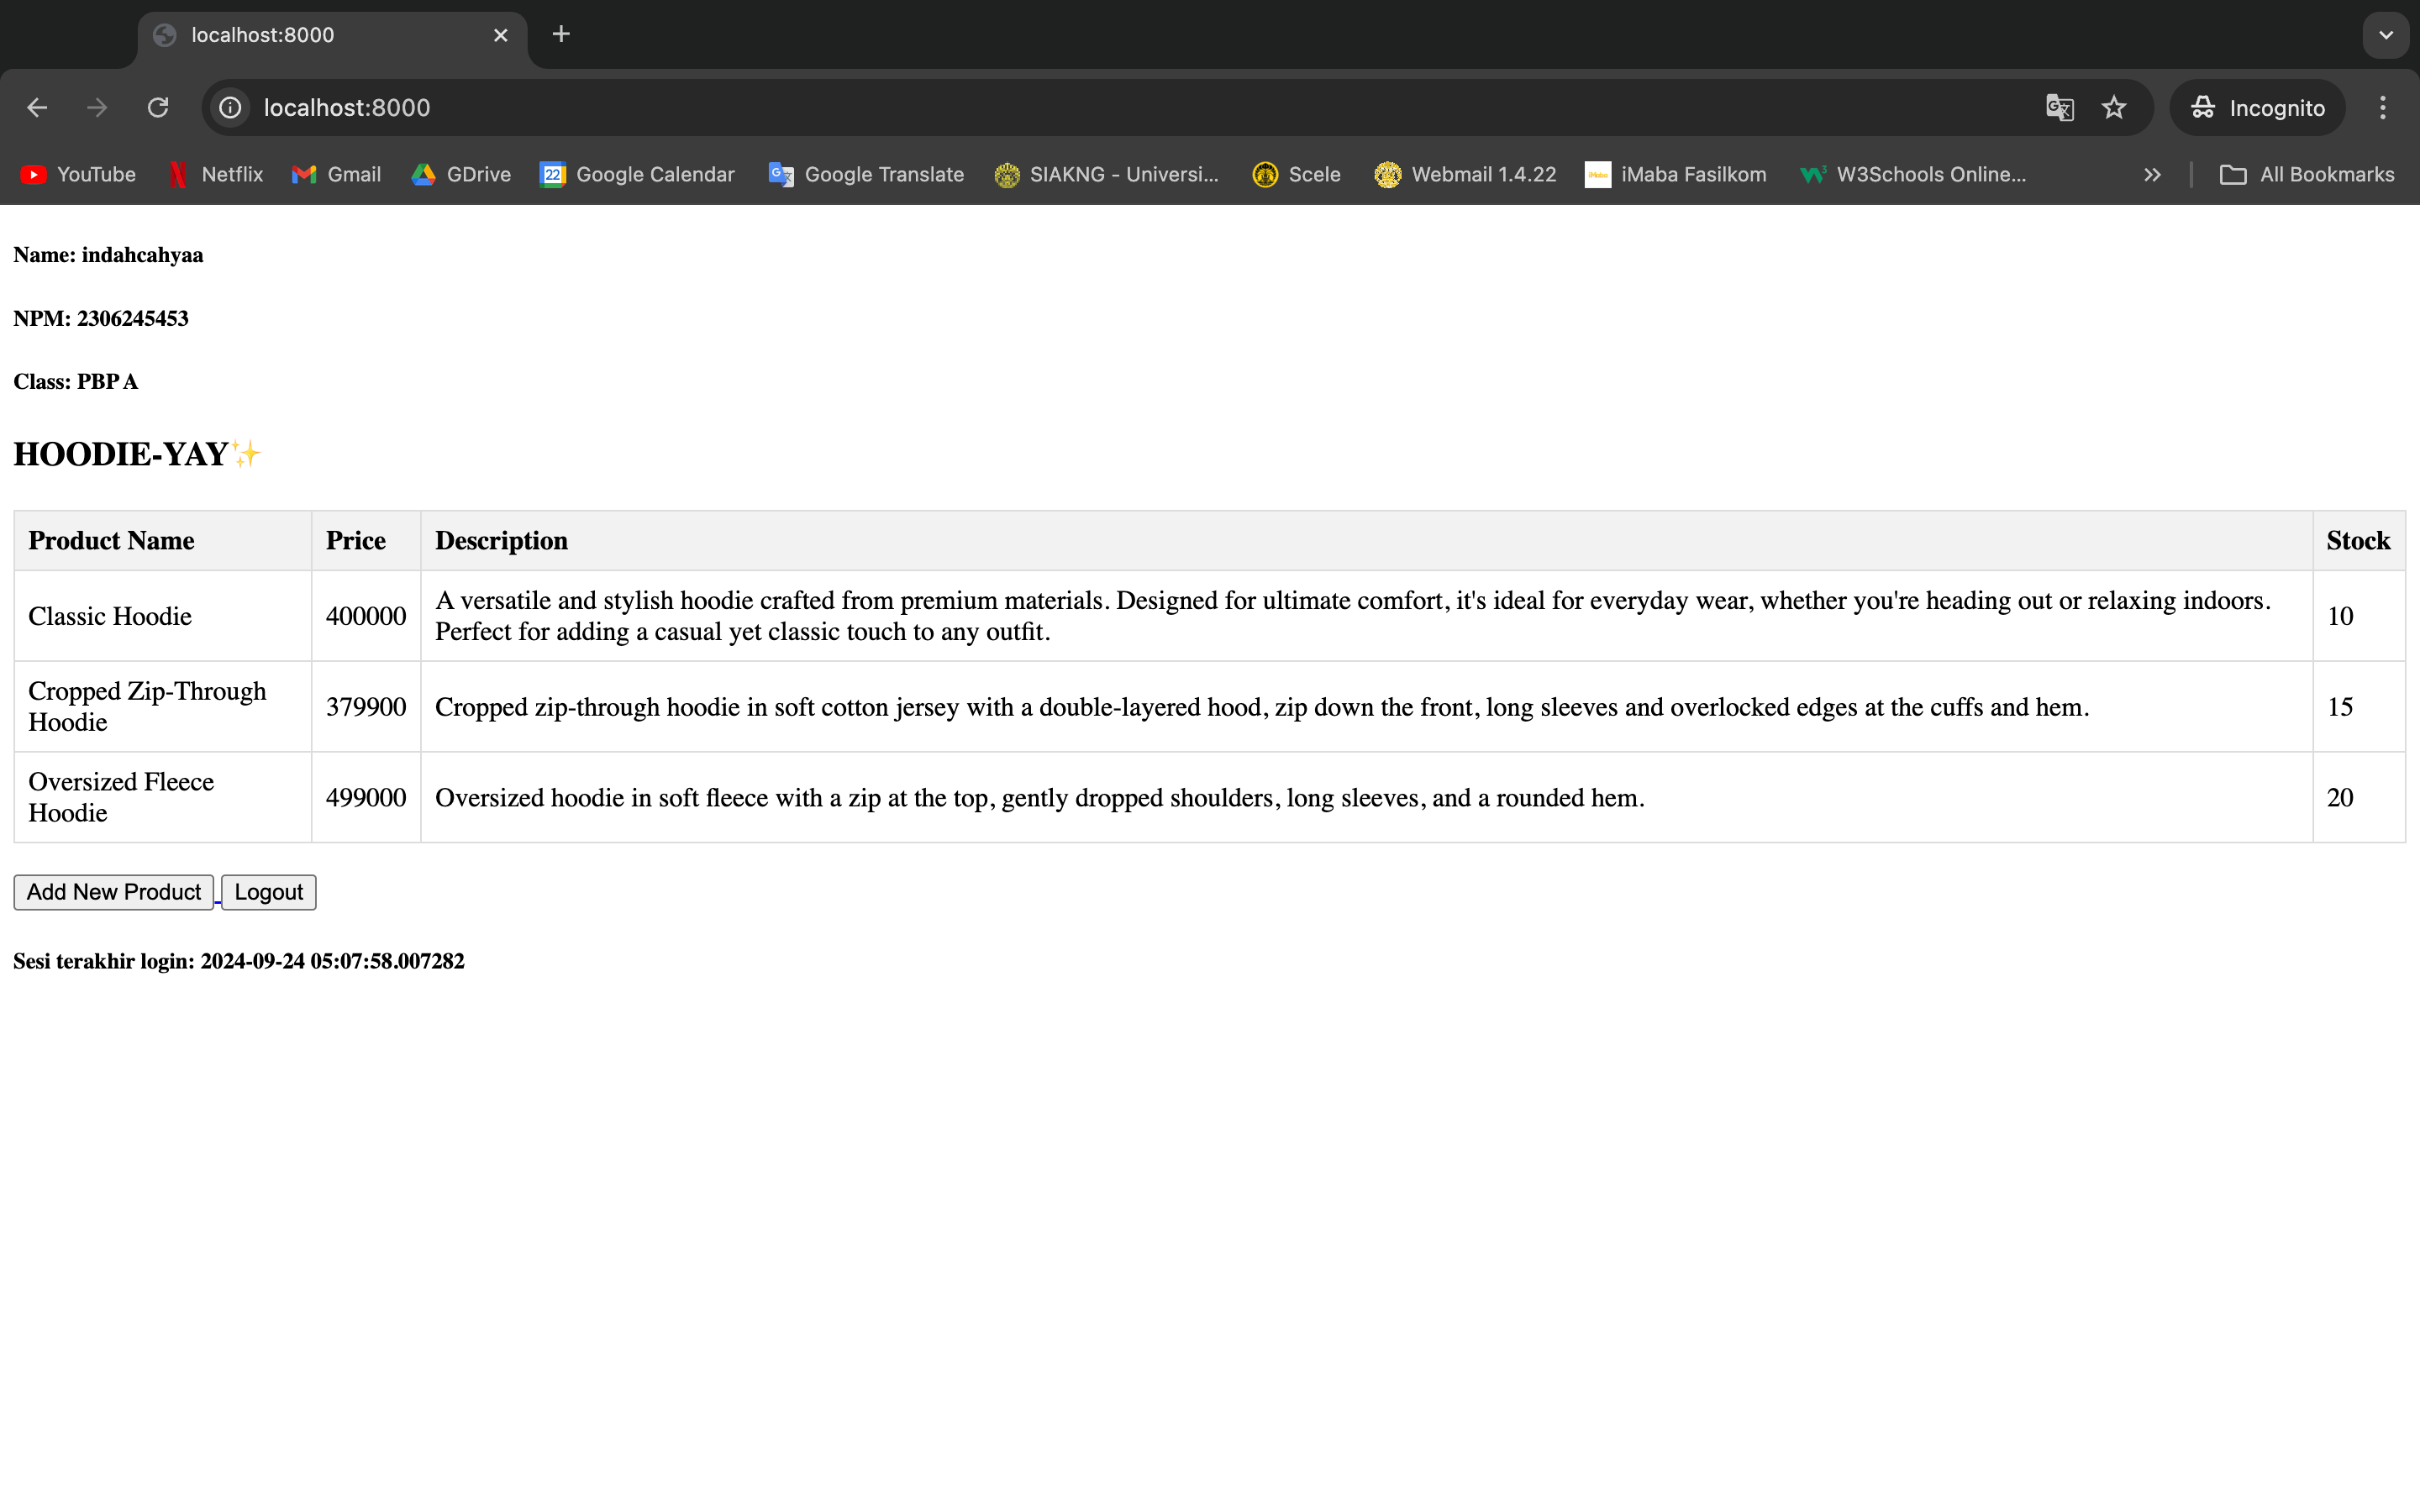 localhost:8000
localhost:8000
Incognito
YouTube Netflix Gmail GDrive 22 Google Calendar Google Translate SIAKNG - Universi... Scele Webmail 1.4.22 iMaba Fasilkom W3Schools Online... All Bookmarks
Name: indahcahyaa
NPM: 2306245453
Class: PBP A
HOODIE-YAY✨
Product Name Price Description Stock
Classic Hoodie 400000 A versatile and stylish hoodie crafted from premium materials. Designed for ultimate comfort, it's ideal for everyday wear, whether you're heading out or relaxing indoors.
Perfect for adding a casual yet classic touch to any outfit. 10
Cropped Zip-Through
Hoodie 379900 Cropped zip-through hoodie in soft cotton jersey with a double-layered hood, zip down the front, long sleeves and overlocked edges at the cuffs and hem. 15
Oversized Fleece
Hoodie 499000 Oversized hoodie in soft fleece with a zip at the top, gently dropped shoulders, long sleeves, and a rounded hem. 20
Add New Product Logout
Sesi terakhir login: 2024-09-24 05:07:58.007282